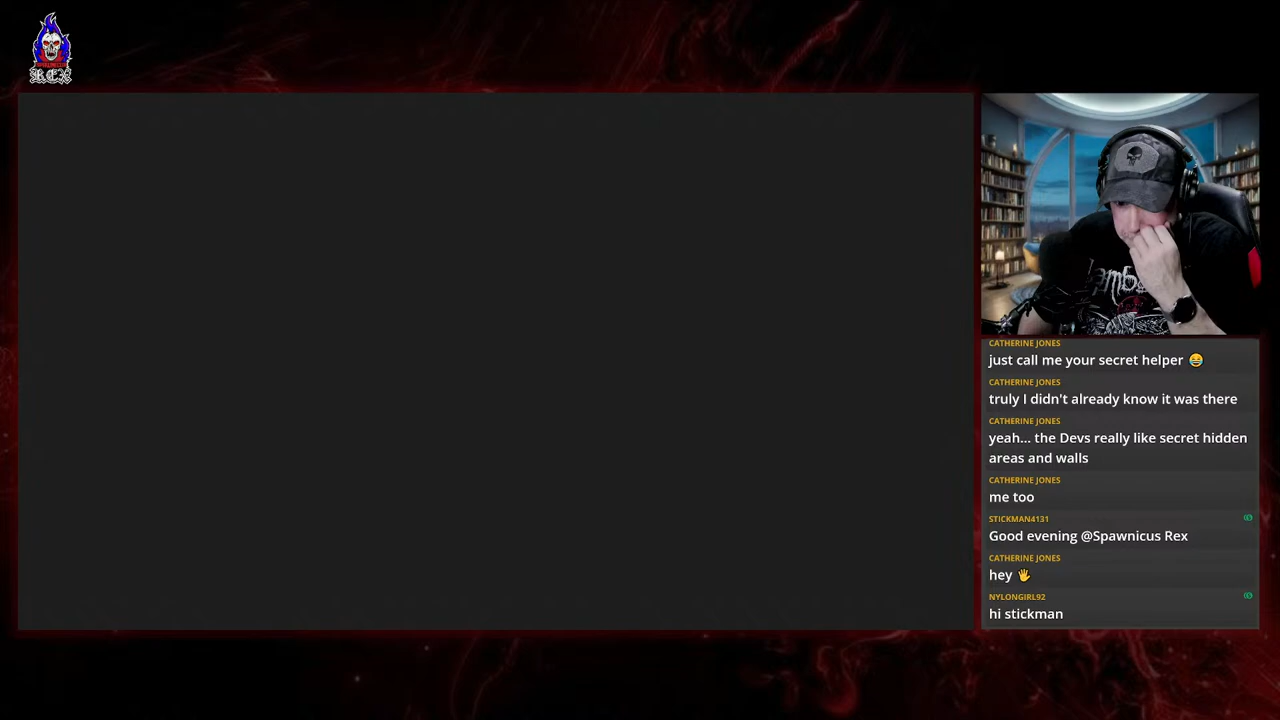 REX
CATHERINE JONES
just call me your secret helper 😂
CATHERINE JONES
truly I didn't already know it was there
CATHERINE JONES
yeah... the Devs really like secret hidden
areas and walls
CATHERINE JONES
me too
STICKMAN4131
Good evening @Spawnicus Rex
CATHERINE JONES
hey 🖐
NYLONGIRL92
hi stickman